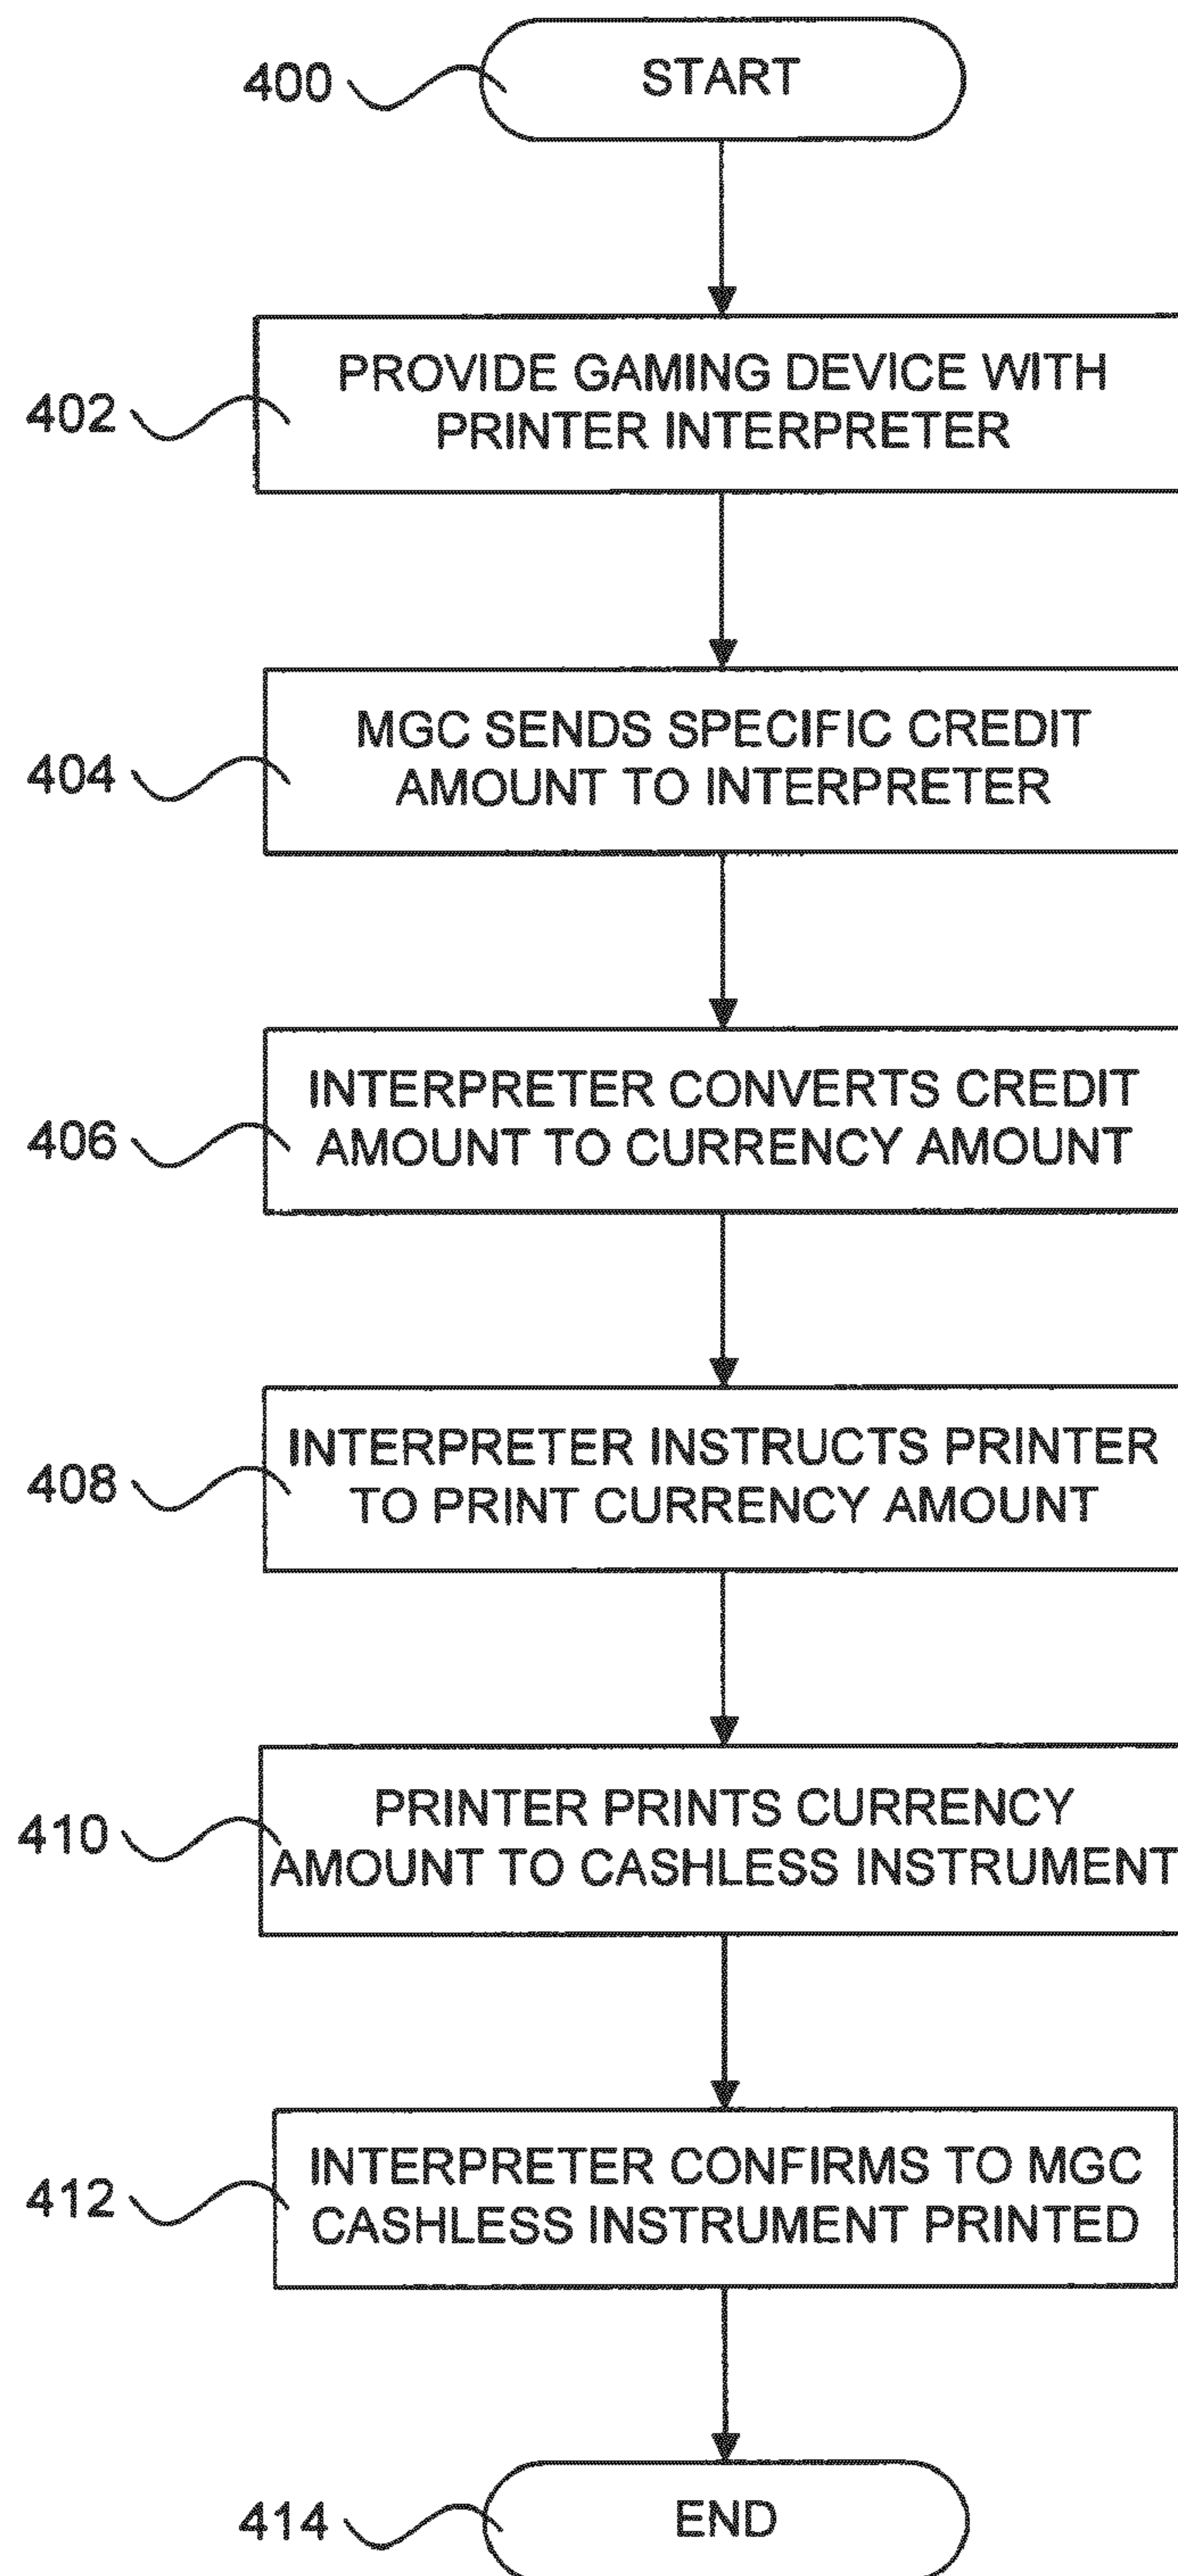 400
START
402
PROVIDE GAMING DEVICE WITH
PRINTER INTERPRETER
404
MGC SENDS SPECIFIC CREDIT
AMOUNT TO INTERPRETER
406
INTERPRETER CONVERTS CREDIT
AMOUNT TO CURRENCY AMOUNT
408
INTERPRETER INSTRUCTS PRINTER
TO PRINT CURRENCY AMOUNT
410
PRINTER PRINTS CURRENCY
AMOUNT TO CASHLESS INSTRUMENT
412
INTERPRETER CONFIRMS TO MGC
CASHLESS INSTRUMENT PRINTED
414
END